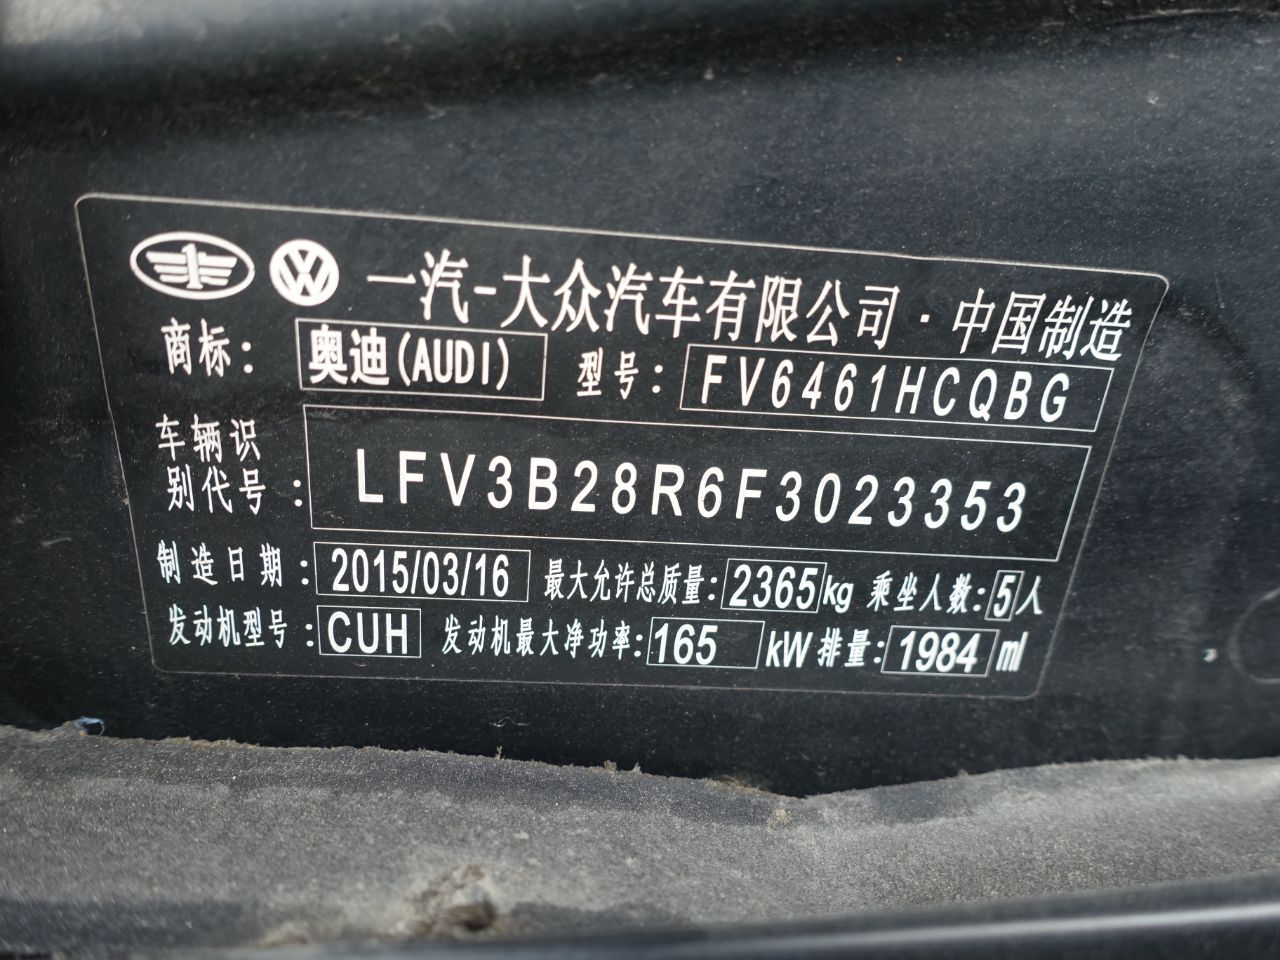 一汽-大众汽车有限公司·中国制造
商标: 奥迪(AUDI) 型号: FV6461HCQBG
车辆识
别代号: LFV3B28R6F3023353
制造日期: 2015/03/16 最大允许总质量: 2365kg 乘坐人数: 5人
发动机型号: CUH 发动机最大净功率: 165 kW 排量: 1984 ml